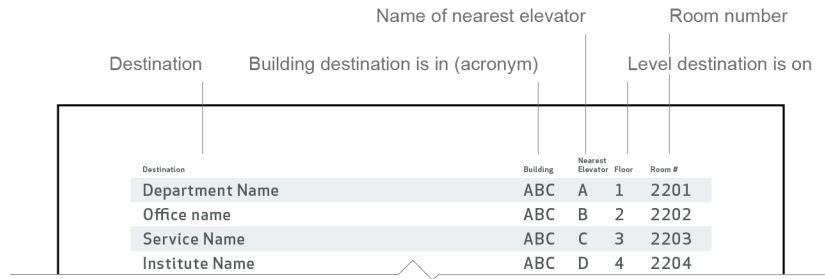 Name of nearest elevator Room number
Destination Building destination is in (acronym) Level destination is on
Destination Building Nearest Elevator Floor Room #
Department Name ABC A 1 2201
Office name ABC B 2 2202
Service Name ABC C 3 2203
Institute Name ABC D 4 2204